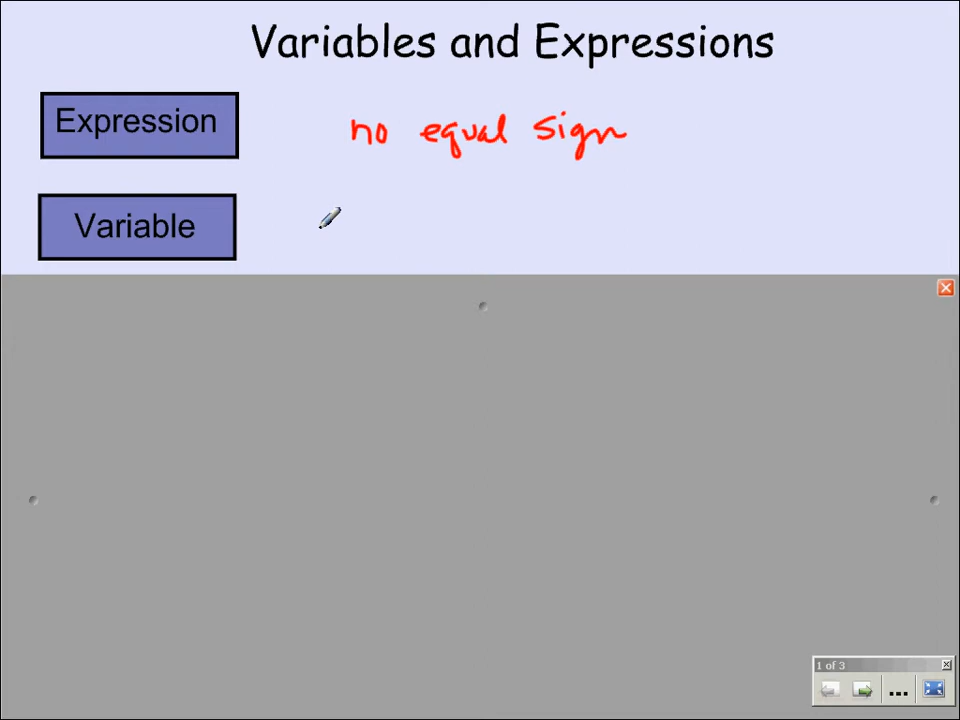 Variables and Expressions
Expression
no equal sign
Variable
1 of 3
...